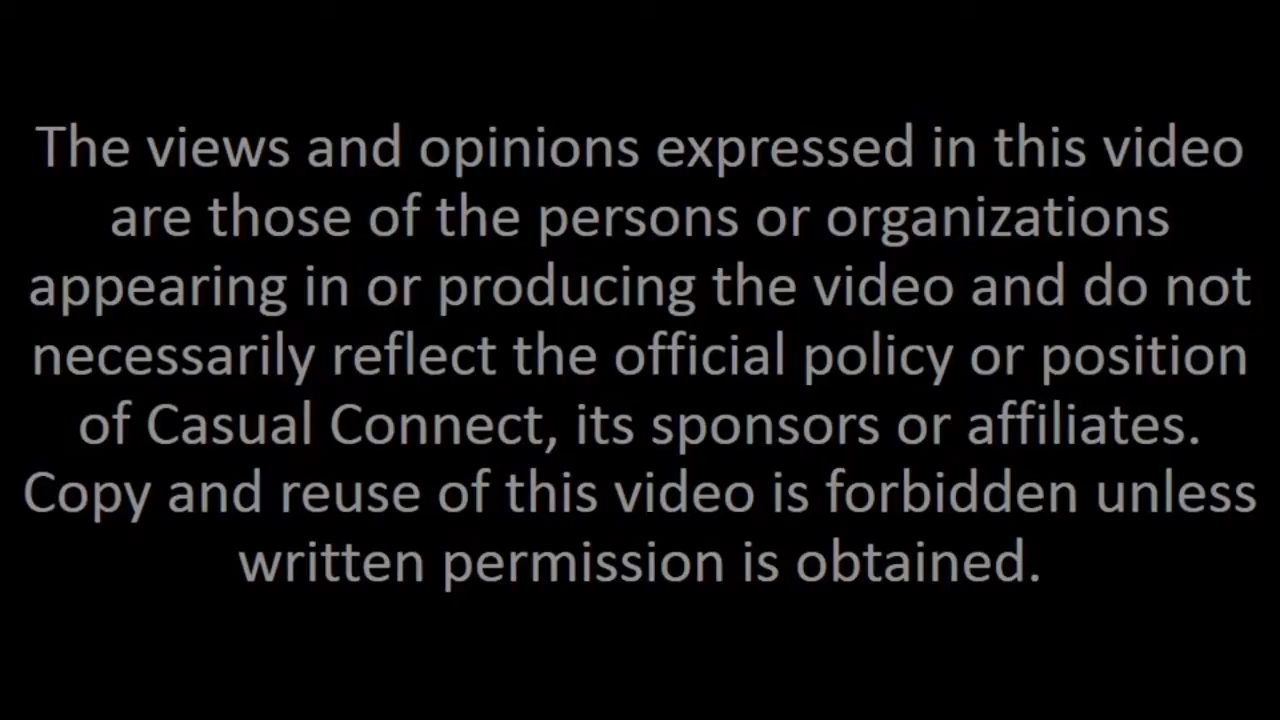 The views and opinions expressed in this video
are those of the persons or organizations
appearing in or producing the video and do not
necessarily reflect the official policy or position
of Casual Connect, its sponsors or affiliates.
Copy and reuse of this video is forbidden unless
written permission is obtained.